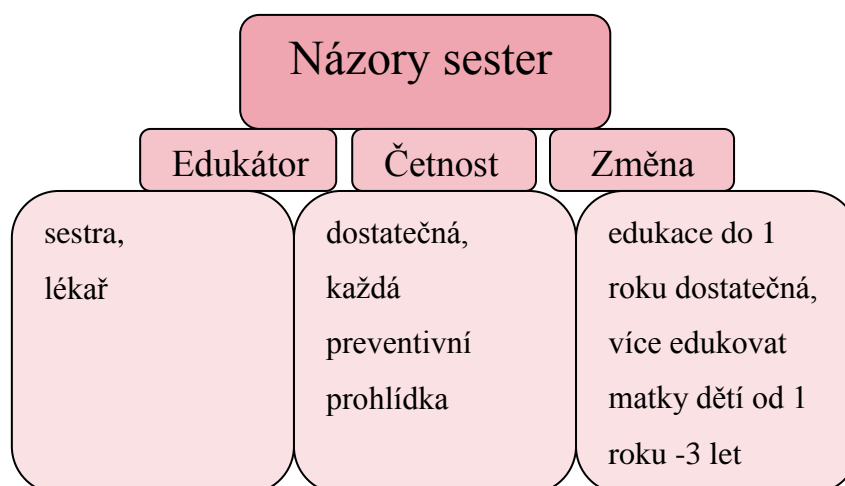 Názory sester
Edukátor
Četnost
Změna
sestra,
lékař
dostatečná,
každá
preventivní
prohlídka
edukace do 1
roku dostatečná,
více edukovat
matky dětí od 1
roku -3 let